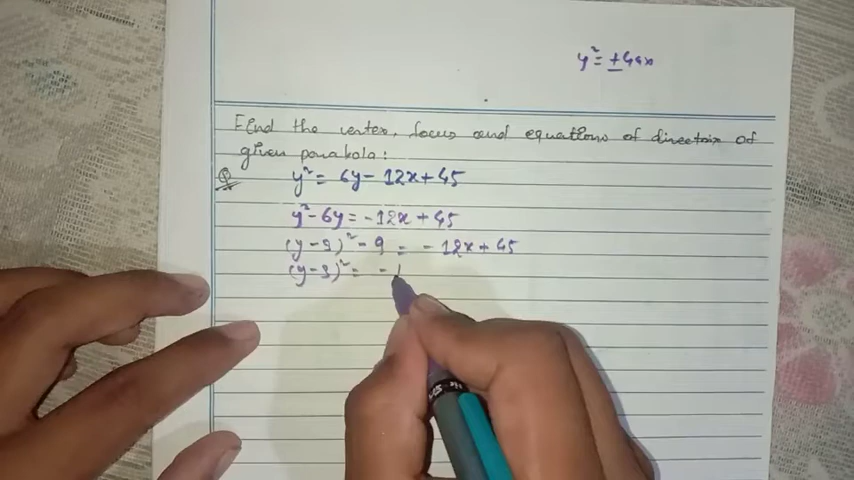 y² = ±4ax
Find the vertex, focus and equations of directrix of
given parabola:
Q y² = 6y - 12x + 45
y² - 6y = -12x + 45
(y - 3)² - 9 = -12x + 45
(y - 3)² = - 1